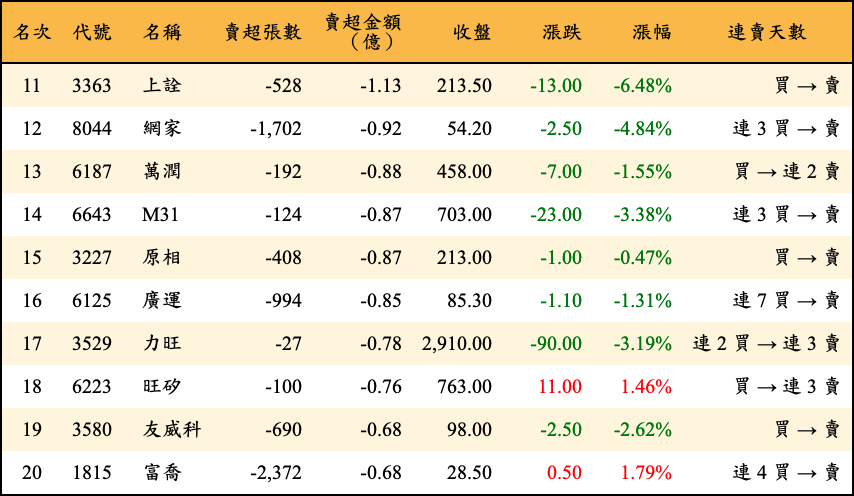 名次 代號 名稱 賣超張數 賣超金額（億） 收盤 漲跌 漲幅 連賣天數
11 3363 上詮 -528 -1.13 213.50 -13.00 -6.48% 買 → 賣
12 8044 網家 -1,702 -0.92 54.20 -2.50 -4.84% 連 3 買 → 賣
13 6187 萬潤 -192 -0.88 458.00 -7.00 -1.55% 買 → 連 2 賣
14 6643 M31 -124 -0.87 703.00 -23.00 -3.38% 連 3 買 → 賣
15 3227 原相 -408 -0.87 213.00 -1.00 -0.47% 買 → 賣
16 6125 廣運 -994 -0.85 85.30 -1.10 -1.31% 連 7 買 → 賣
17 3529 力旺 -27 -0.78 2,910.00 -90.00 -3.19% 連 2 買 → 連 3 賣
18 6223 旺矽 -100 -0.76 763.00 11.00 1.46% 買 → 連 3 賣
19 3580 友威科 -690 -0.68 98.00 -2.50 -2.62% 買 → 賣
20 1815 富喬 -2,372 -0.68 28.50 0.50 1.79% 連 4 買 → 賣